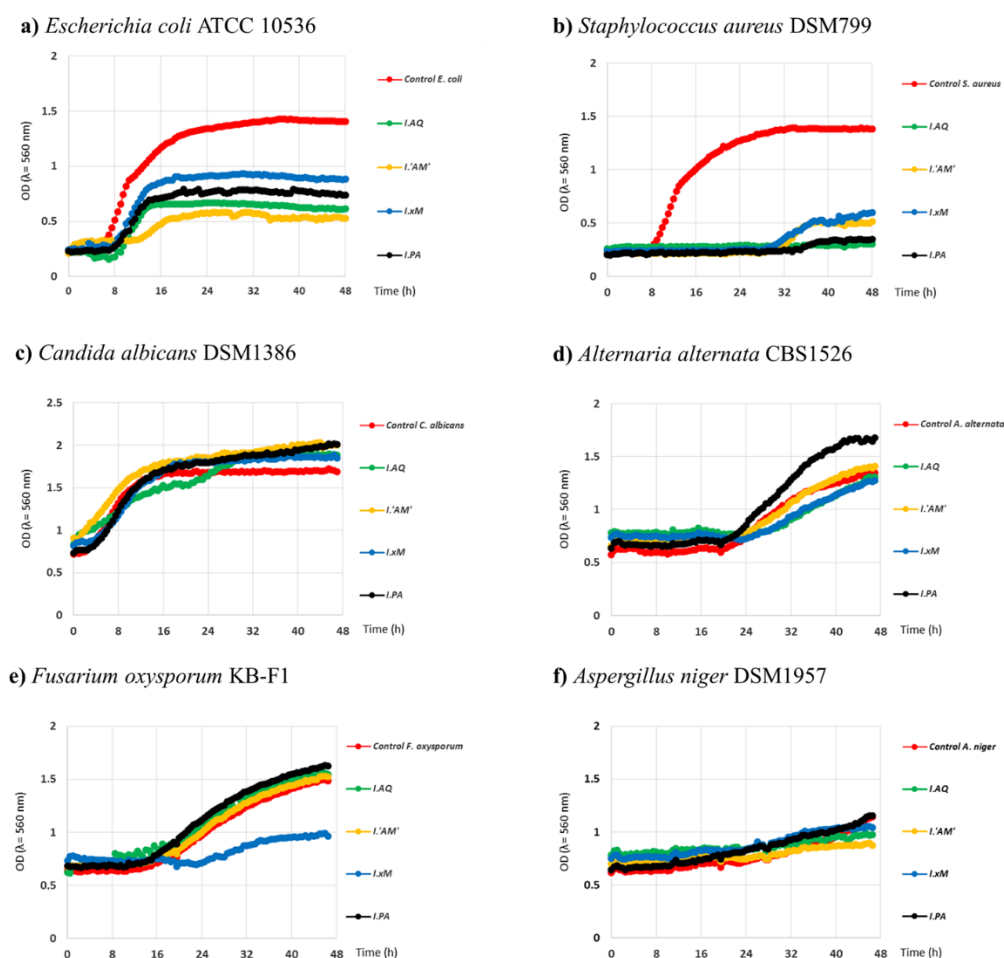 a) Escherichia coli ATCC 10536
OD (λ= 560 nm)
2
1.5
1
0.5
0
0 8 16 24 32 40 48
Time (h)
Control E. coli
I.AQ
I.'AM'
I.xM
I.PA
b) Staphylococcus aureus DSM799
OD (λ= 560 nm)
2
1.5
1
0.5
0
0 8 16 24 32 40 48
Time (h)
Control S. aureus
I.AQ
I.'AM'
I.xM
I.PA
c) Candida albicans DSM1386
OD (λ= 560 nm)
2.5
2
1.5
1
0.5
0
0 8 16 24 32 40 48
Time (h)
Control C. albicans
I.AQ
I.'AM'
I.xM
I.PA
d) Alternaria alternata CBS1526
OD (λ= 560 nm)
2
1.5
1
0.5
0
0 8 16 24 32 40 48
Time (h)
Control A. alternata
I.AQ
I.'AM'
I.xM
I.PA
e) Fusarium oxysporum KB-F1
OD (λ= 560 nm)
2
1.5
1
0.5
0
0 8 16 24 32 40 48
Time (h)
Control F. oxysporum
I.AQ
I.'AM'
I.xM
I.PA
f) Aspergillus niger DSM1957
OD (λ= 560 nm)
2
1.5
1
0.5
0
0 8 16 24 32 40 48
Time (h)
Control A. niger
I.AQ
I.'AM'
I.xM
I.PA